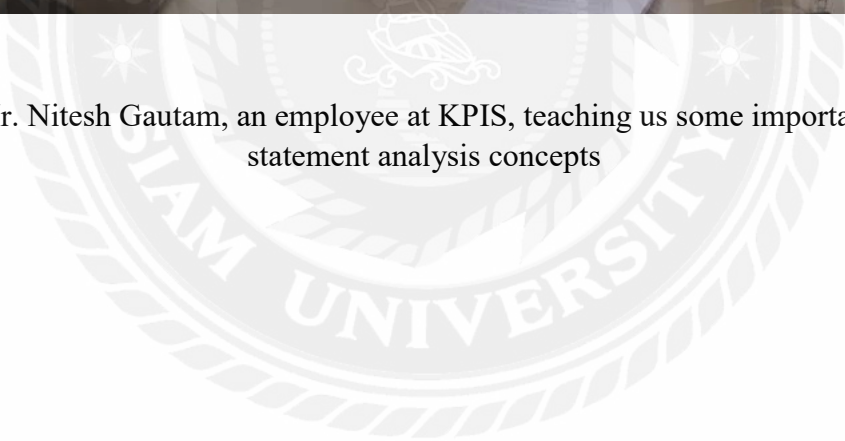 r. Nitesh Gautam, an employee at KPIS, teaching us some importa
statement analysis concepts
SIAM UNIVERSITY